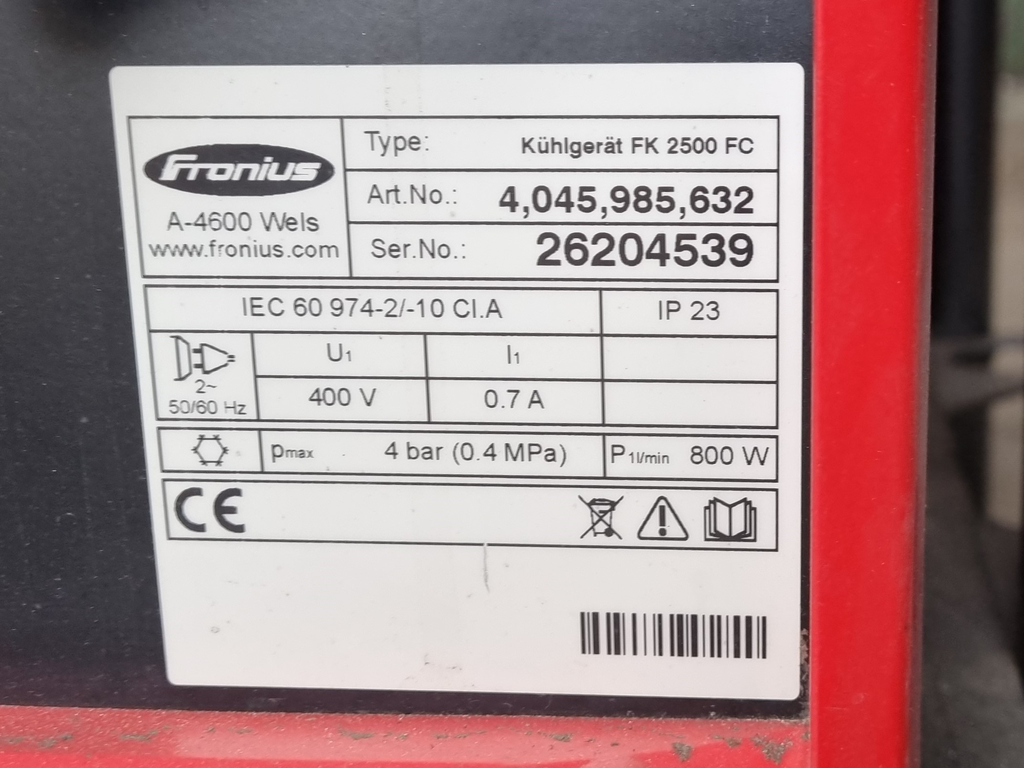 Fronius
A-4600 Wels
www.fronius.com
Type: Kühlgerät FK 2500 FC
Art.No.: 4,045,985,632
Ser.No.: 26204539
IEC 60 974-2/-10 Cl.A IP 23
2~
50/60 Hz
U1 I1
400 V 0.7 A
pmax 4 bar (0.4 MPa) P1l/min 800 W
CE